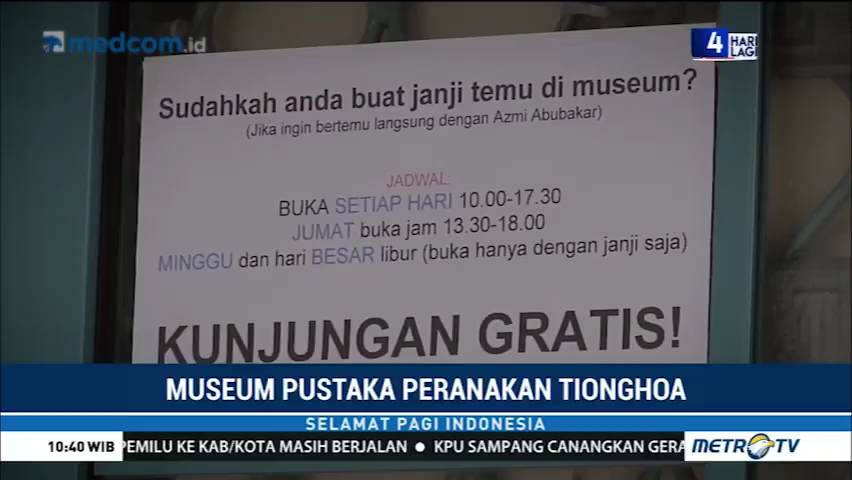 medcom.id
4 HARI LAGI
Sudahkah anda buat janji temu di museum?
(Jika ingin bertemu langsung dengan Azmi Abubakar)
JADWAL:
BUKA SETIAP HARI 10.00-17.30
JUMAT buka jam 13.30-18.00
MINGGU dan hari BESAR libur (buka hanya dengan janji saja)
KUNJUNGAN GRATIS!
MUSEUM PUSTAKA PERANAKAN TIONGHOA
SELAMAT PAGI INDONESIA
10:40 WIB PEMILU KE KAB/KOTA MASIH BERJALAN ● KPU SAMPANG CANANGKAN GERA METRO TV